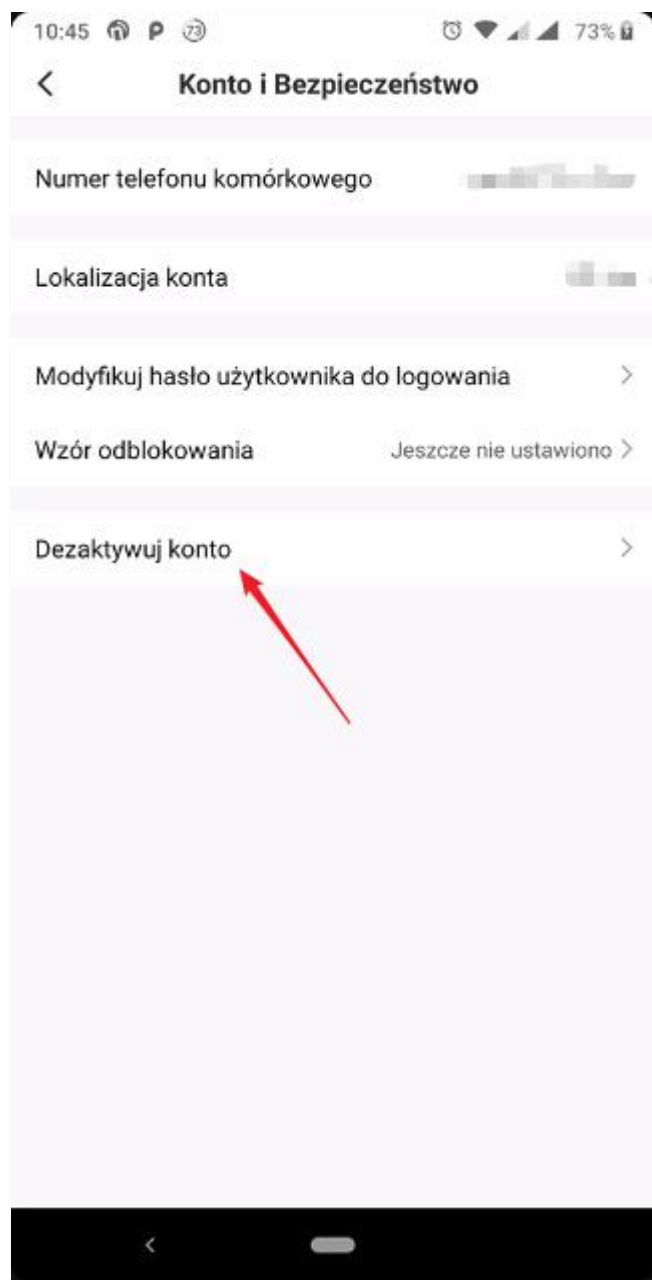 10:45 P 73 73%
Konto i Bezpieczeństwo
Numer telefonu komórkowego
Lokalizacja konta
Modyfikuj hasło użytkownika do logowania
Wzór odblokowania Jeszcze nie ustawiono
Dezaktywuj konto